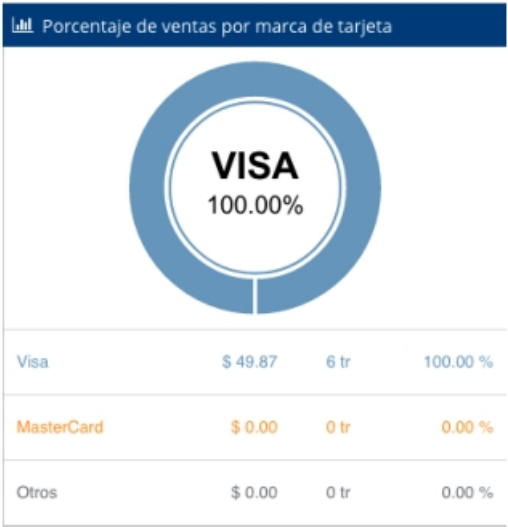 Porcentaje de ventas por marca de tarjeta
VISA
100.00%
Visa $ 49.87 6 tr 100.00 %
MasterCard $ 0.00 0 tr 0.00 %
Otros $ 0.00 0 tr 0.00 %